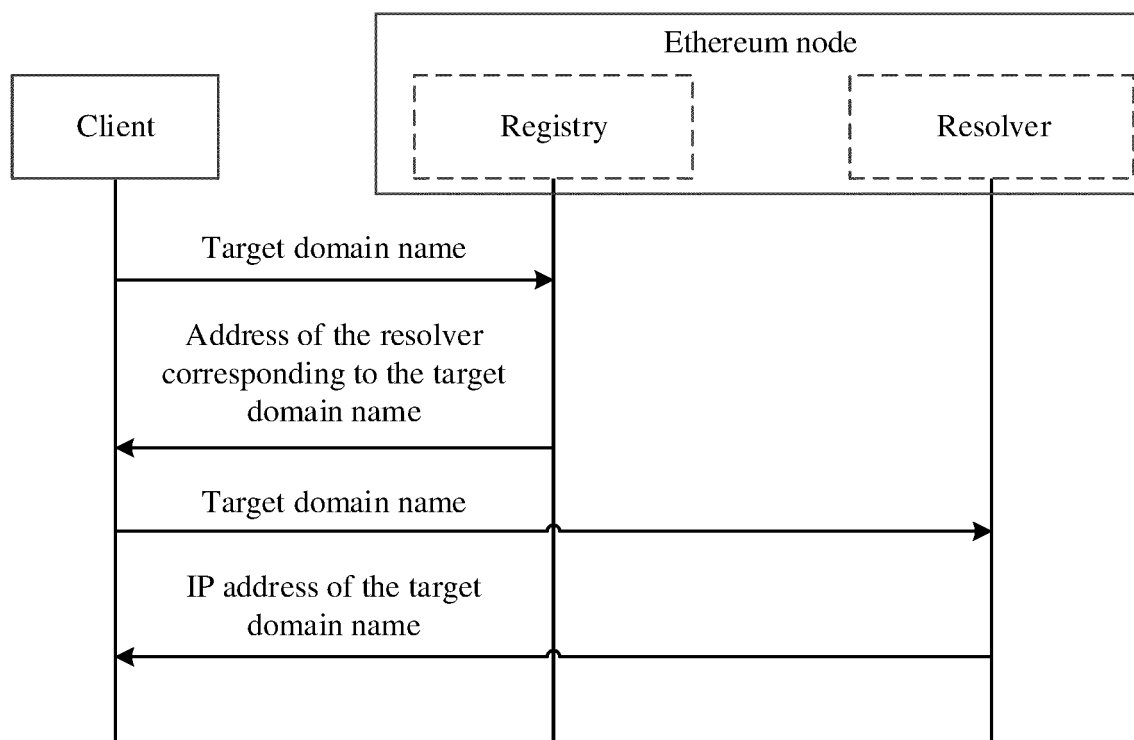 Ethereum node
Client
Registry
Resolver
Target domain name
Address of the resolver
corresponding to the target
domain name
Target domain name
IP address of the target
domain name